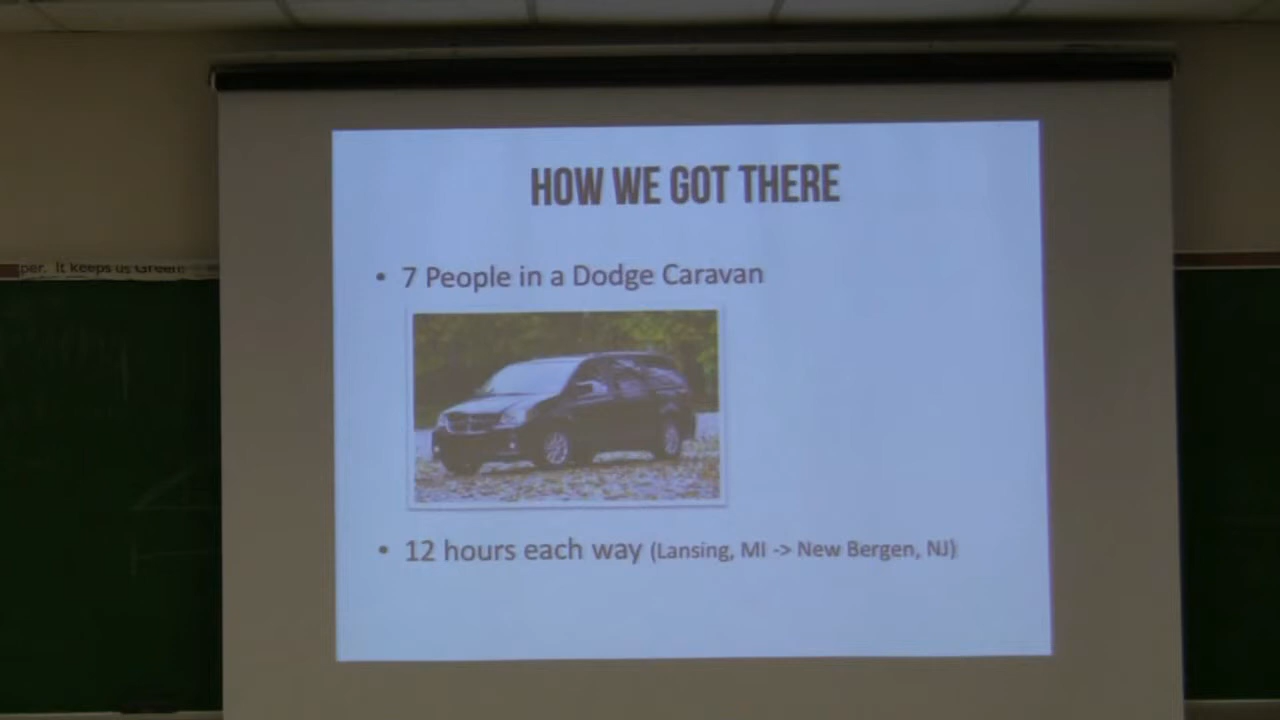 HOW WE GOT THERE
per. It keeps us Green!
• 7 People in a Dodge Caravan
• 12 hours each way (Lansing, MI -> New Bergen, NJ)